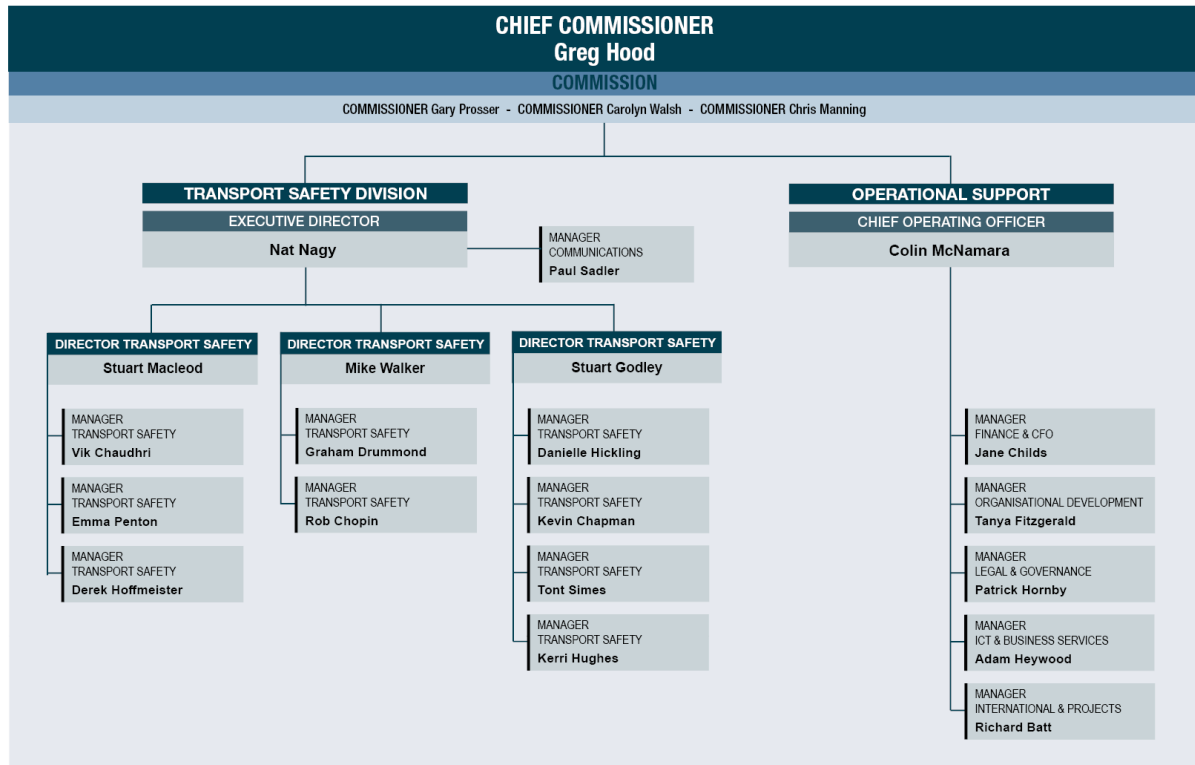 CHIEF COMMISSIONER
Greg Hood
COMMISSION
COMMISSIONER Gary Prosser - COMMISSIONER Carolyn Walsh - COMMISSIONER Chris Manning
TRANSPORT SAFETY DIVISION
EXECUTIVE DIRECTOR
Nat Nagy
MANAGER
COMMUNICATIONS
Paul Sadler
OPERATIONAL SUPPORT
CHIEF OPERATING OFFICER
Colin McNamara
DIRECTOR TRANSPORT SAFETY
Stuart Macleod
MANAGER
TRANSPORT SAFETY
Vik Chaudhri
MANAGER
TRANSPORT SAFETY
Emma Penton
MANAGER
TRANSPORT SAFETY
Derek Hoffmeister
DIRECTOR TRANSPORT SAFETY
Mike Walker
MANAGER
TRANSPORT SAFETY
Graham Drummond
MANAGER
TRANSPORT SAFETY
Rob Chopin
DIRECTOR TRANSPORT SAFETY
Stuart Godley
MANAGER
TRANSPORT SAFETY
Danielle Hickling
MANAGER
TRANSPORT SAFETY
Kevin Chapman
MANAGER
TRANSPORT SAFETY
Tont Simes
MANAGER
TRANSPORT SAFETY
Kerri Hughes
MANAGER
FINANCE & CFO
Jane Childs
MANAGER
ORGANISATIONAL DEVELOPMENT
Tanya Fitzgerald
MANAGER
LEGAL & GOVERNANCE
Patrick Hornby
MANAGER
ICT & BUSINESS SERVICES
Adam Heywood
MANAGER
INTERNATIONAL & PROJECTS
Richard Batt